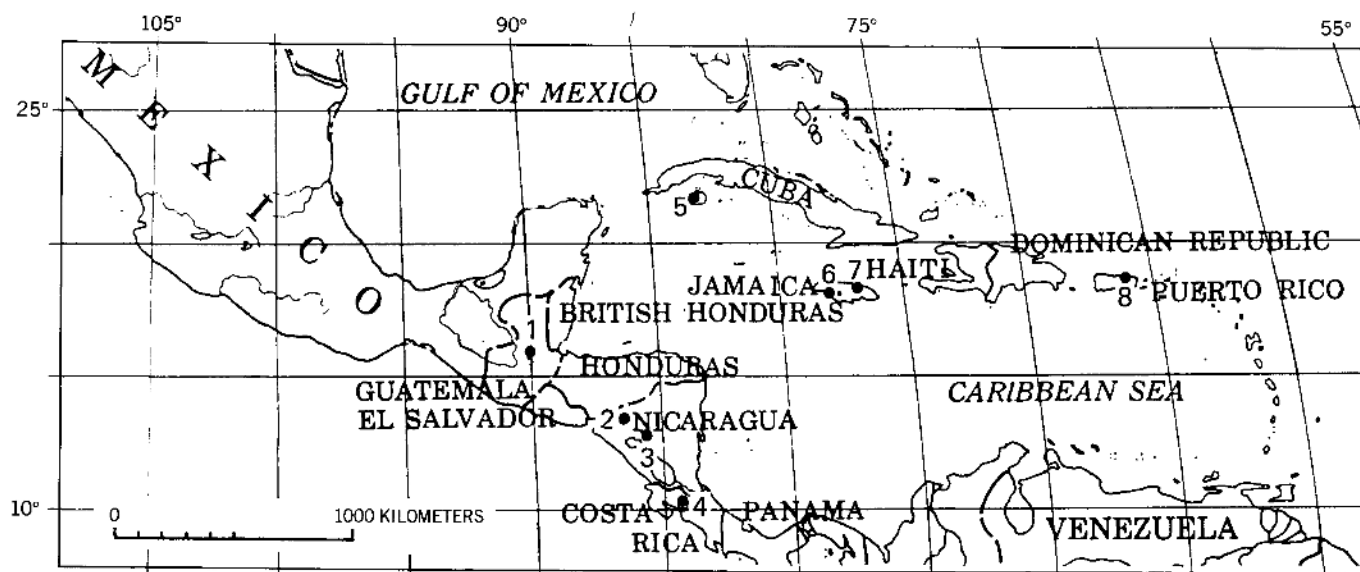 105° 90° 75° 55°
MEXICO
GULF OF MEXICO
25°
CUBA
5
DOMINICAN REPUBLIC
6 7 HAITI
JAMAICA
8 PUERTO RICO
BRITISH HONDURAS
1
HONDURAS
GUATEMALA
CARIBBEAN SEA
EL SALVADOR 2 NICARAGUA
3
10°
0 1000 KILOMETERS
COSTA 4 PANAMA
RICA
VENEZUELA